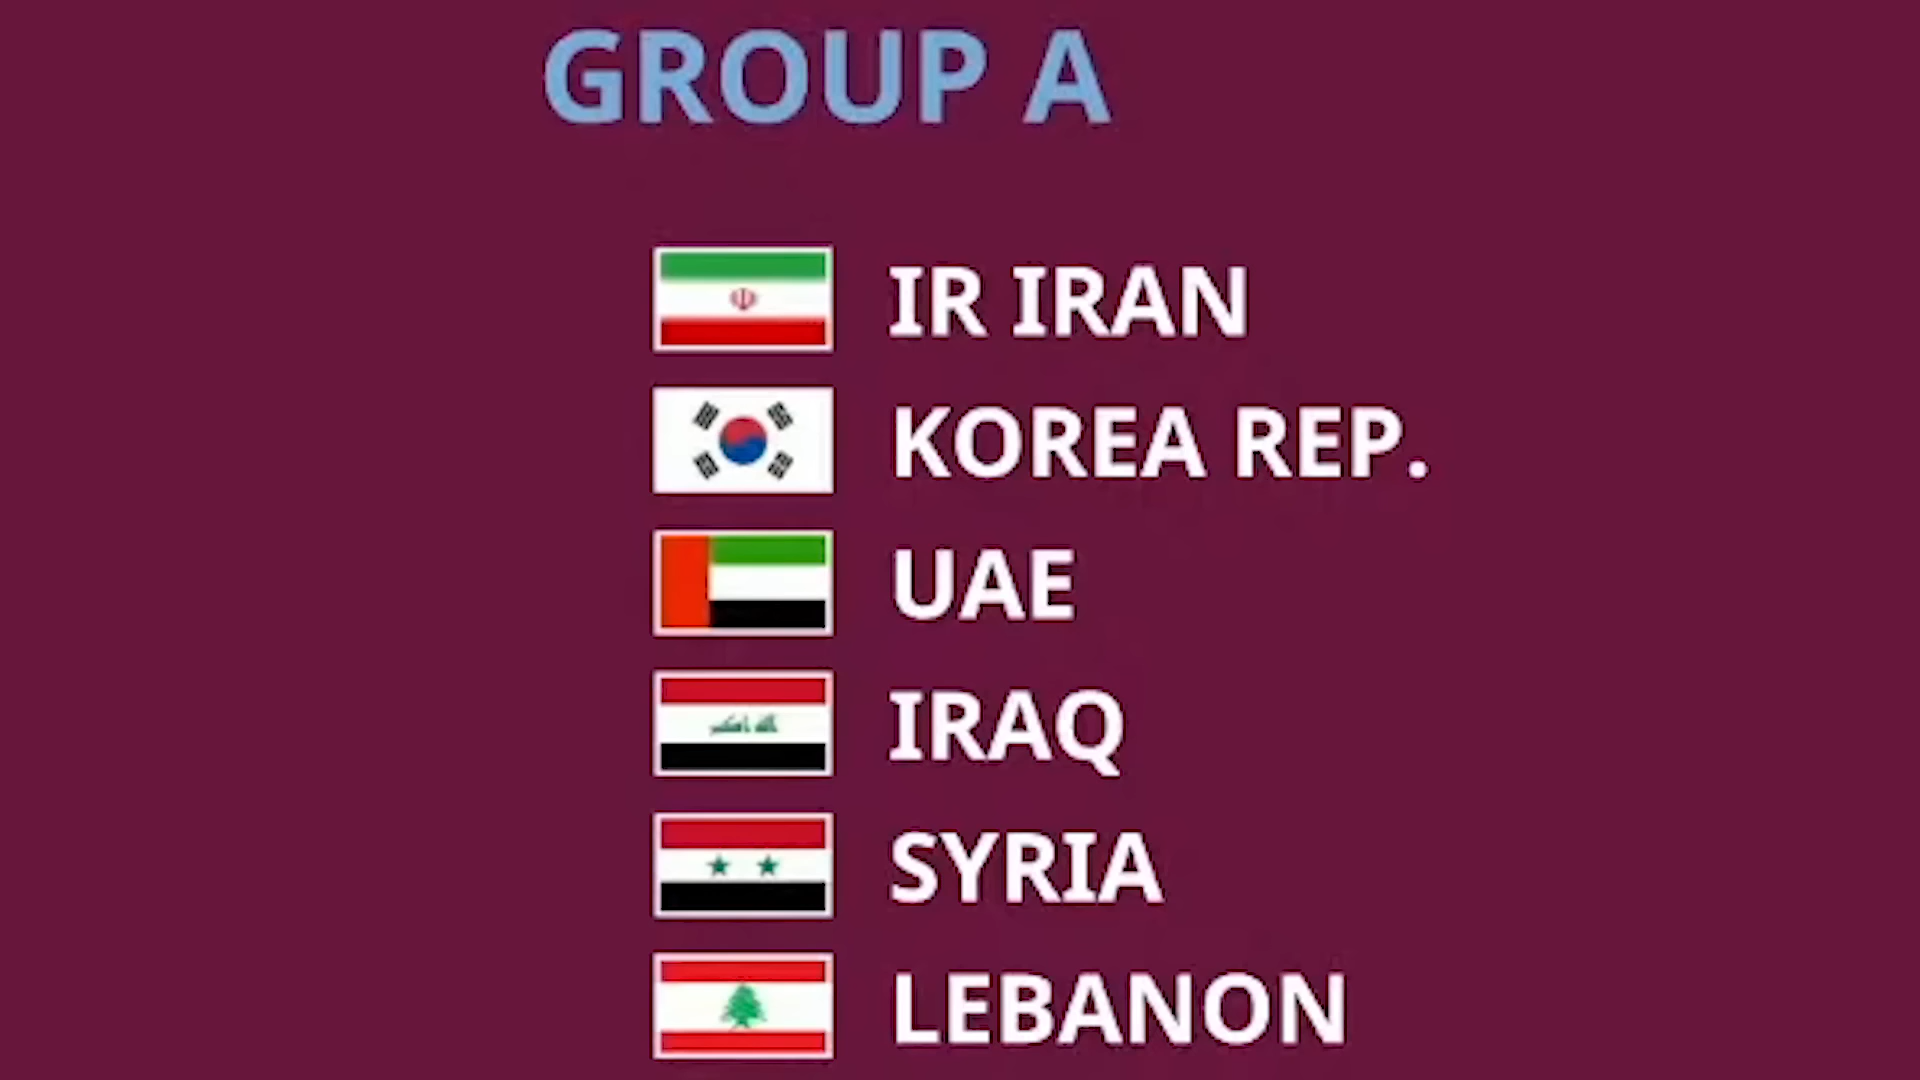 GROUP A
IR IRAN
KOREA REP.
UAE
IRAQ
SYRIA
LEBANON